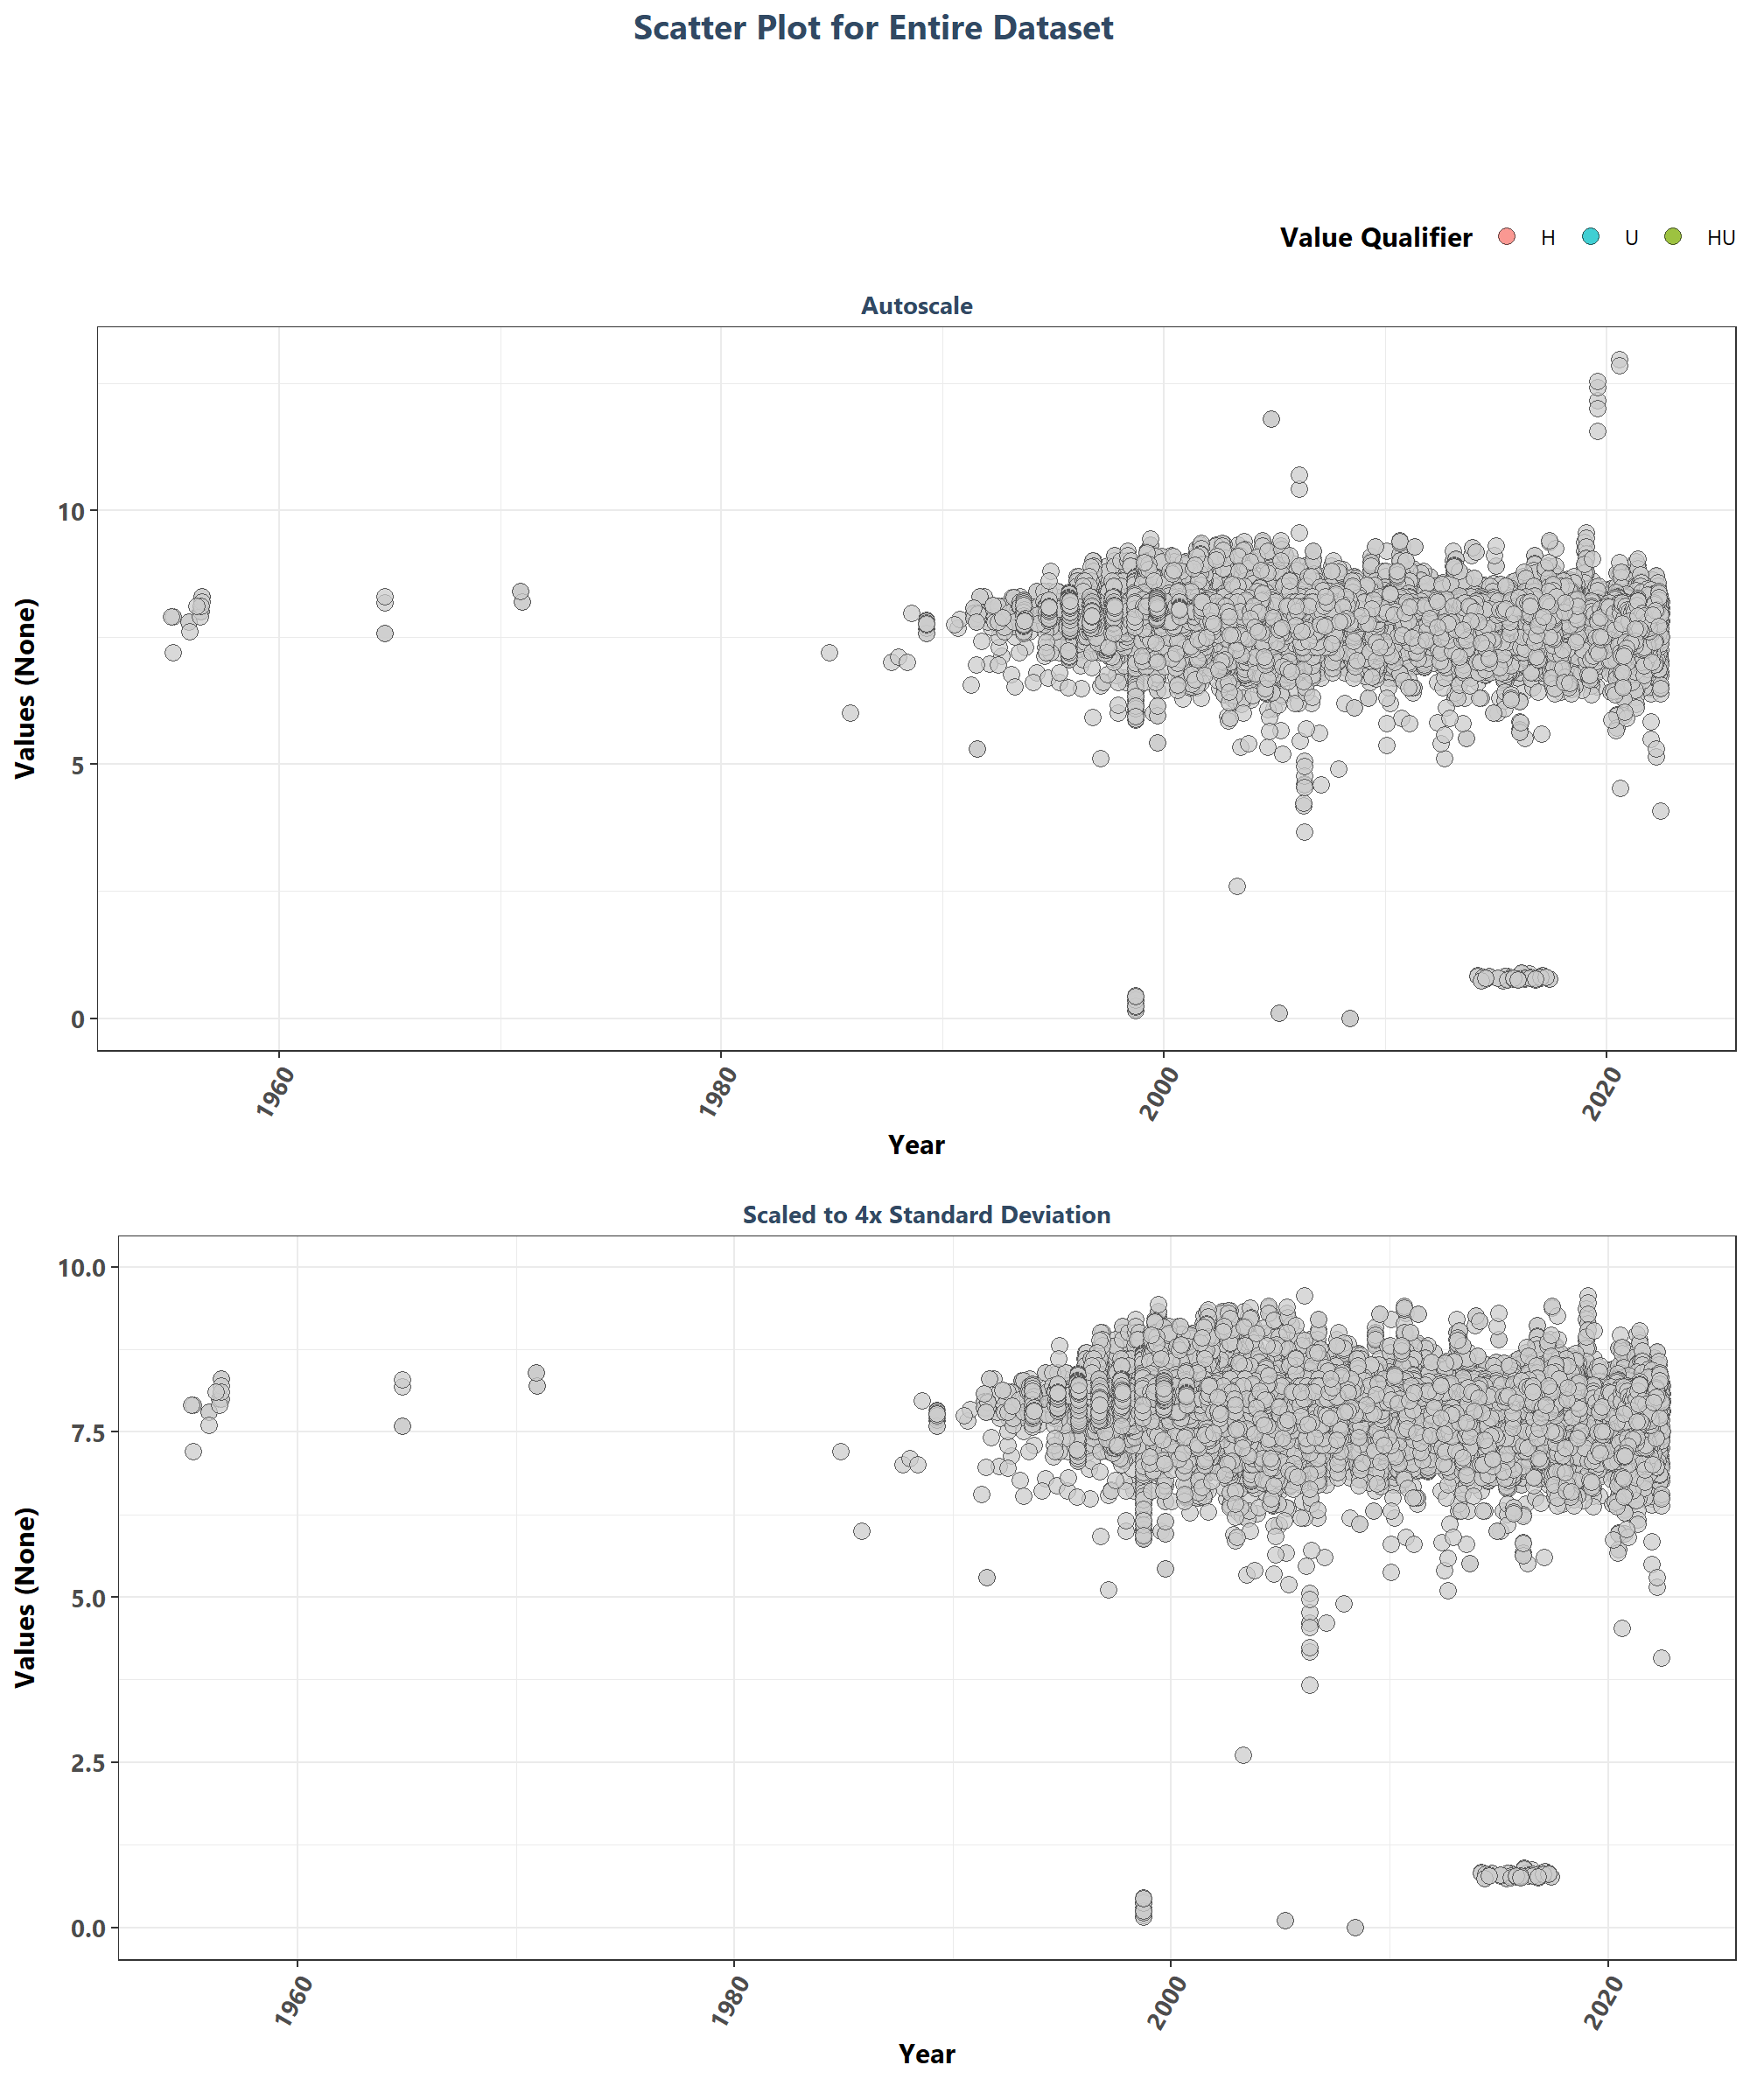 Scatter Plot for Entire Dataset
Value Qualifier H U HU
Autoscale
10
5
0
Values (None)
1960 1980 2000 2020
Year
Scaled to 4x Standard Deviation
10.0
7.5
5.0
2.5
0.0
Values (None)
1960 1980 2000 2020
Year